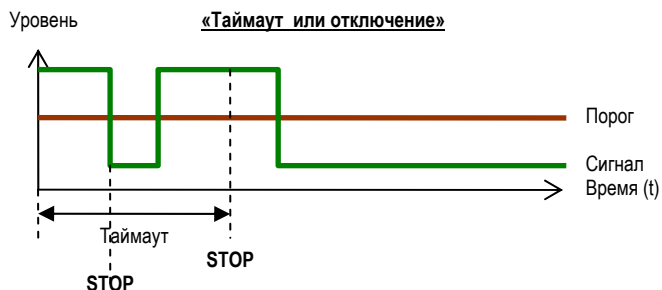 Уровень
«Таймаут или отключение»
Порог
Сигнал
Время (t)
Таймаут
STOP
STOP